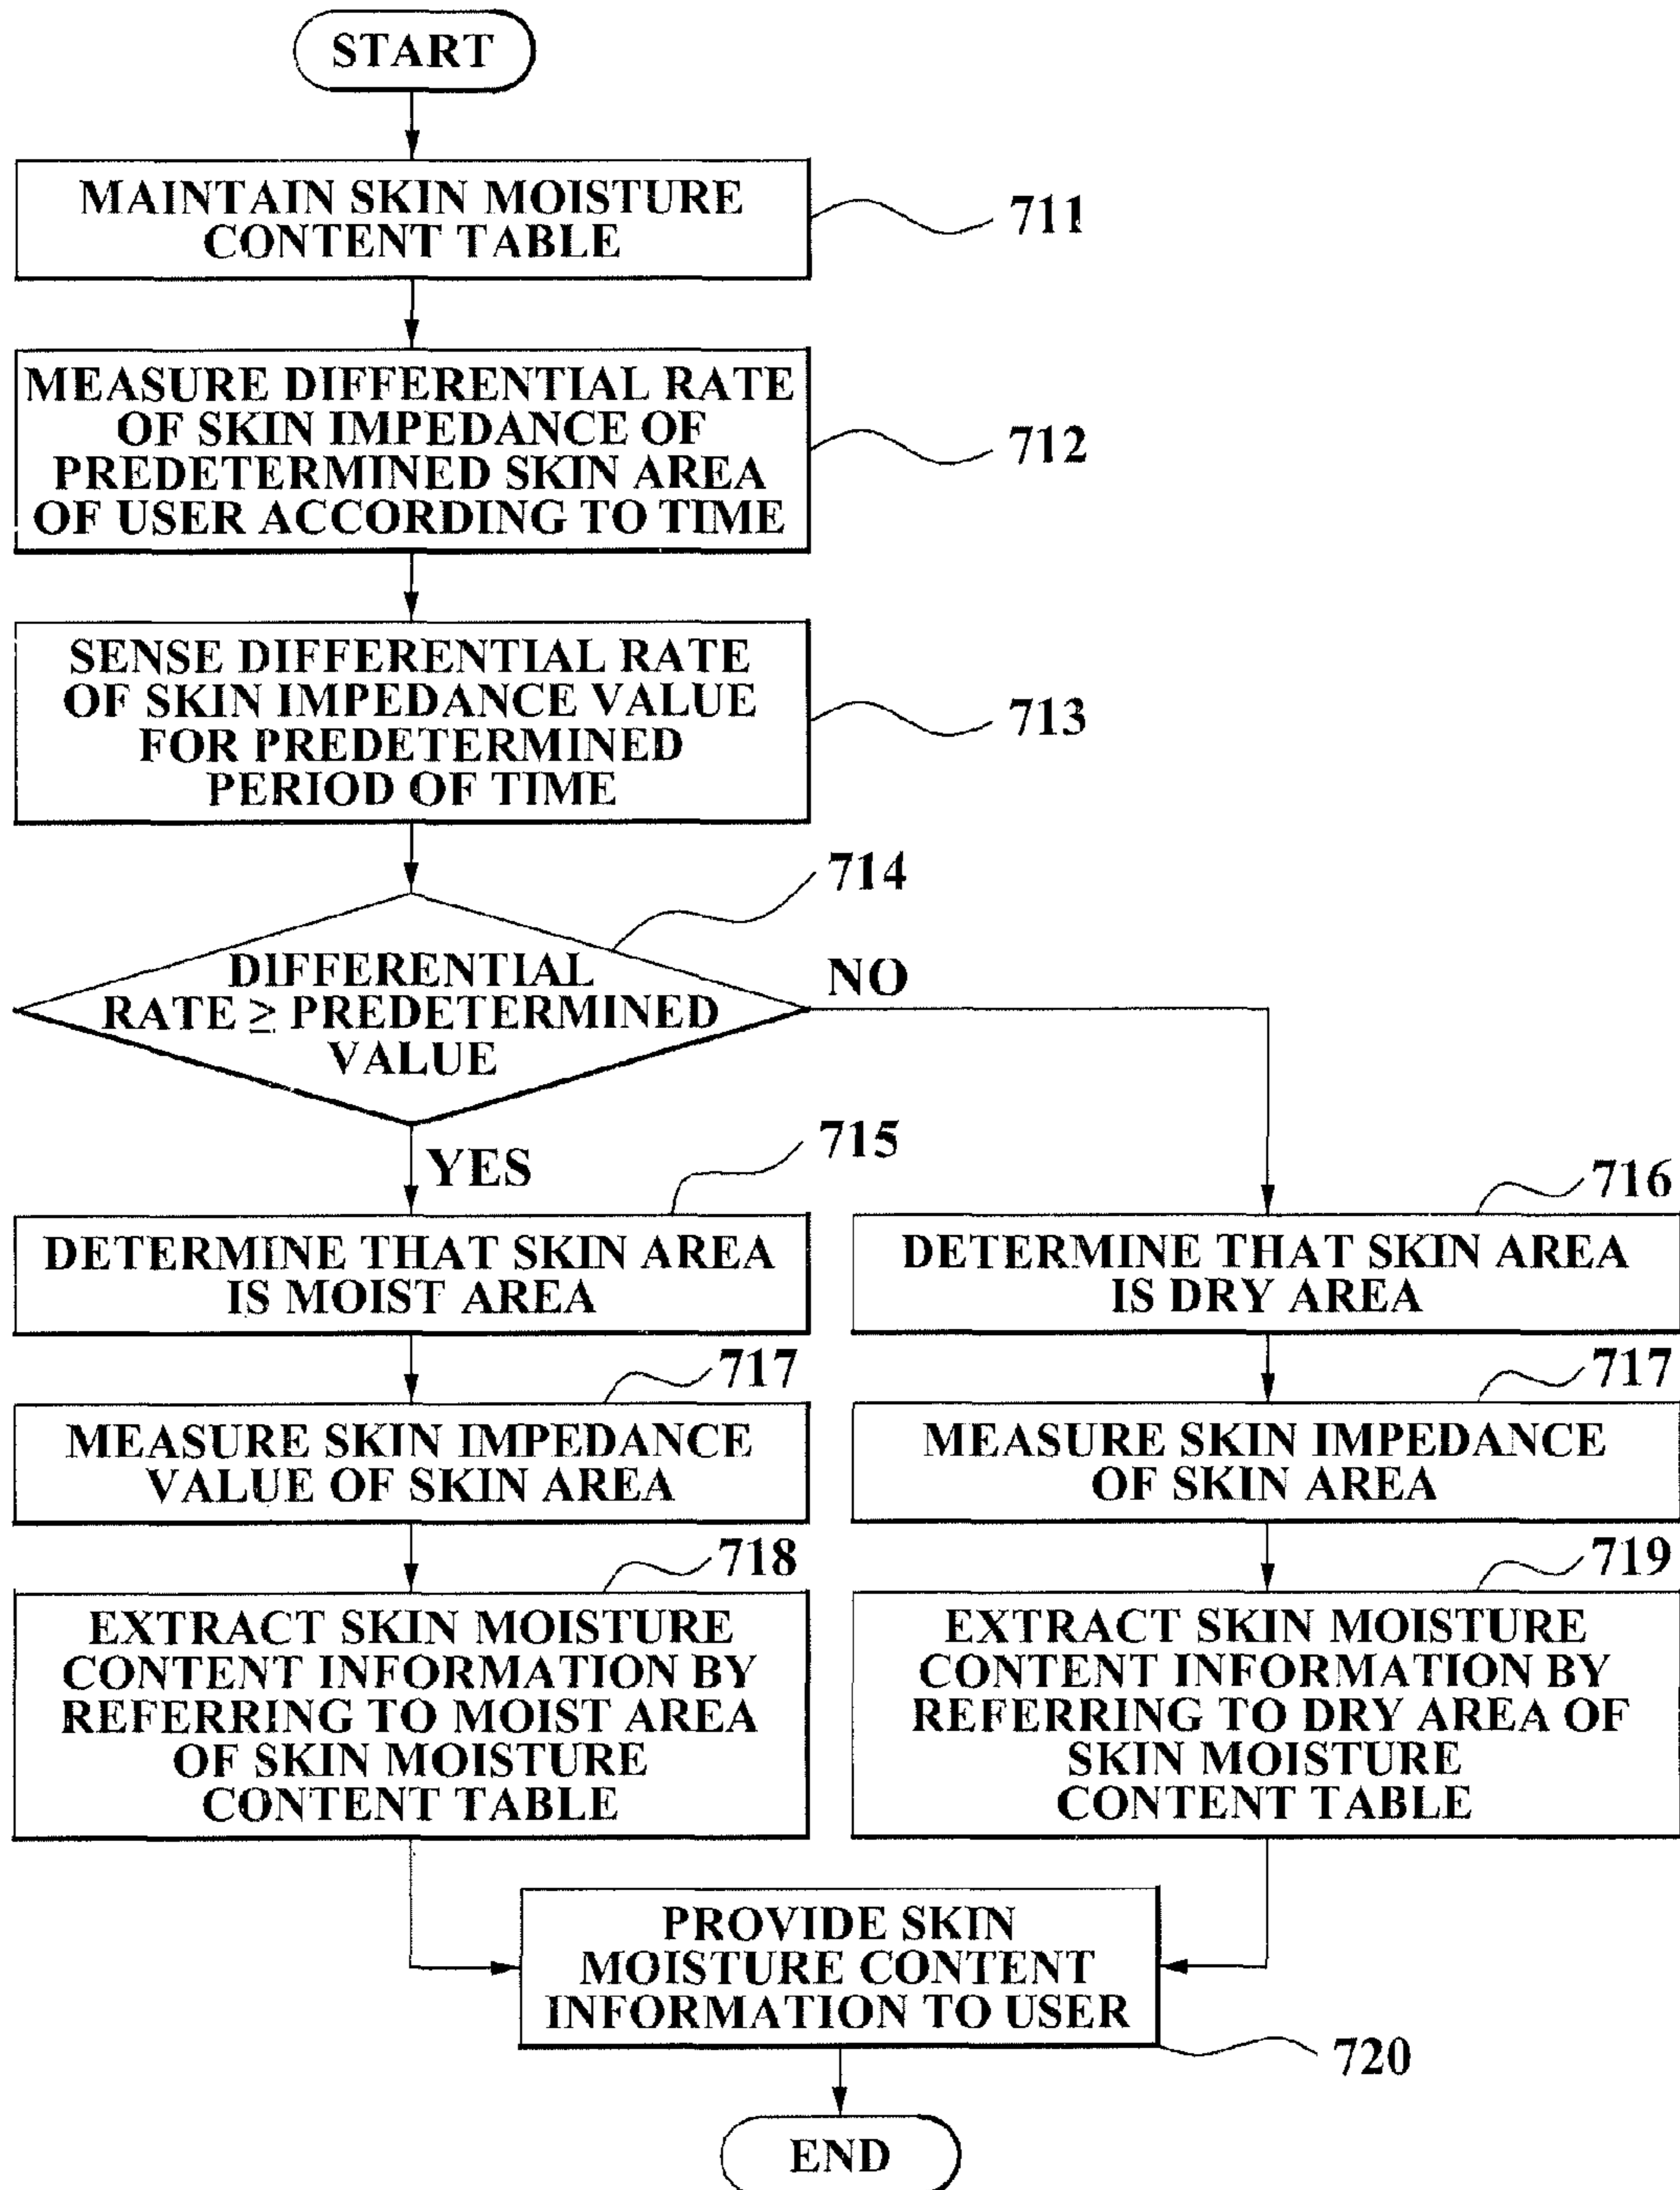 START
MAINTAIN SKIN MOISTURE
CONTENT TABLE
711
MEASURE DIFFERENTIAL RATE
OF SKIN IMPEDANCE OF
PREDETERMINED SKIN AREA
OF USER ACCORDING TO TIME
712
SENSE DIFFERENTIAL RATE
OF SKIN IMPEDANCE VALUE
FOR PREDETERMINED
PERIOD OF TIME
713
714
DIFFERENTIAL
RATE ≥ PREDETERMINED
VALUE
NO
YES
715
DETERMINE THAT SKIN AREA
IS MOIST AREA
716
DETERMINE THAT SKIN AREA
IS DRY AREA
717
MEASURE SKIN IMPEDANCE
VALUE OF SKIN AREA
717
MEASURE SKIN IMPEDANCE
OF SKIN AREA
718
EXTRACT SKIN MOISTURE
CONTENT INFORMATION BY
REFERRING TO MOIST AREA
OF SKIN MOISTURE
CONTENT TABLE
719
EXTRACT SKIN MOISTURE
CONTENT INFORMATION BY
REFERRING TO DRY AREA OF
SKIN MOISTURE
CONTENT TABLE
PROVIDE SKIN
MOISTURE CONTENT
INFORMATION TO USER
720
END